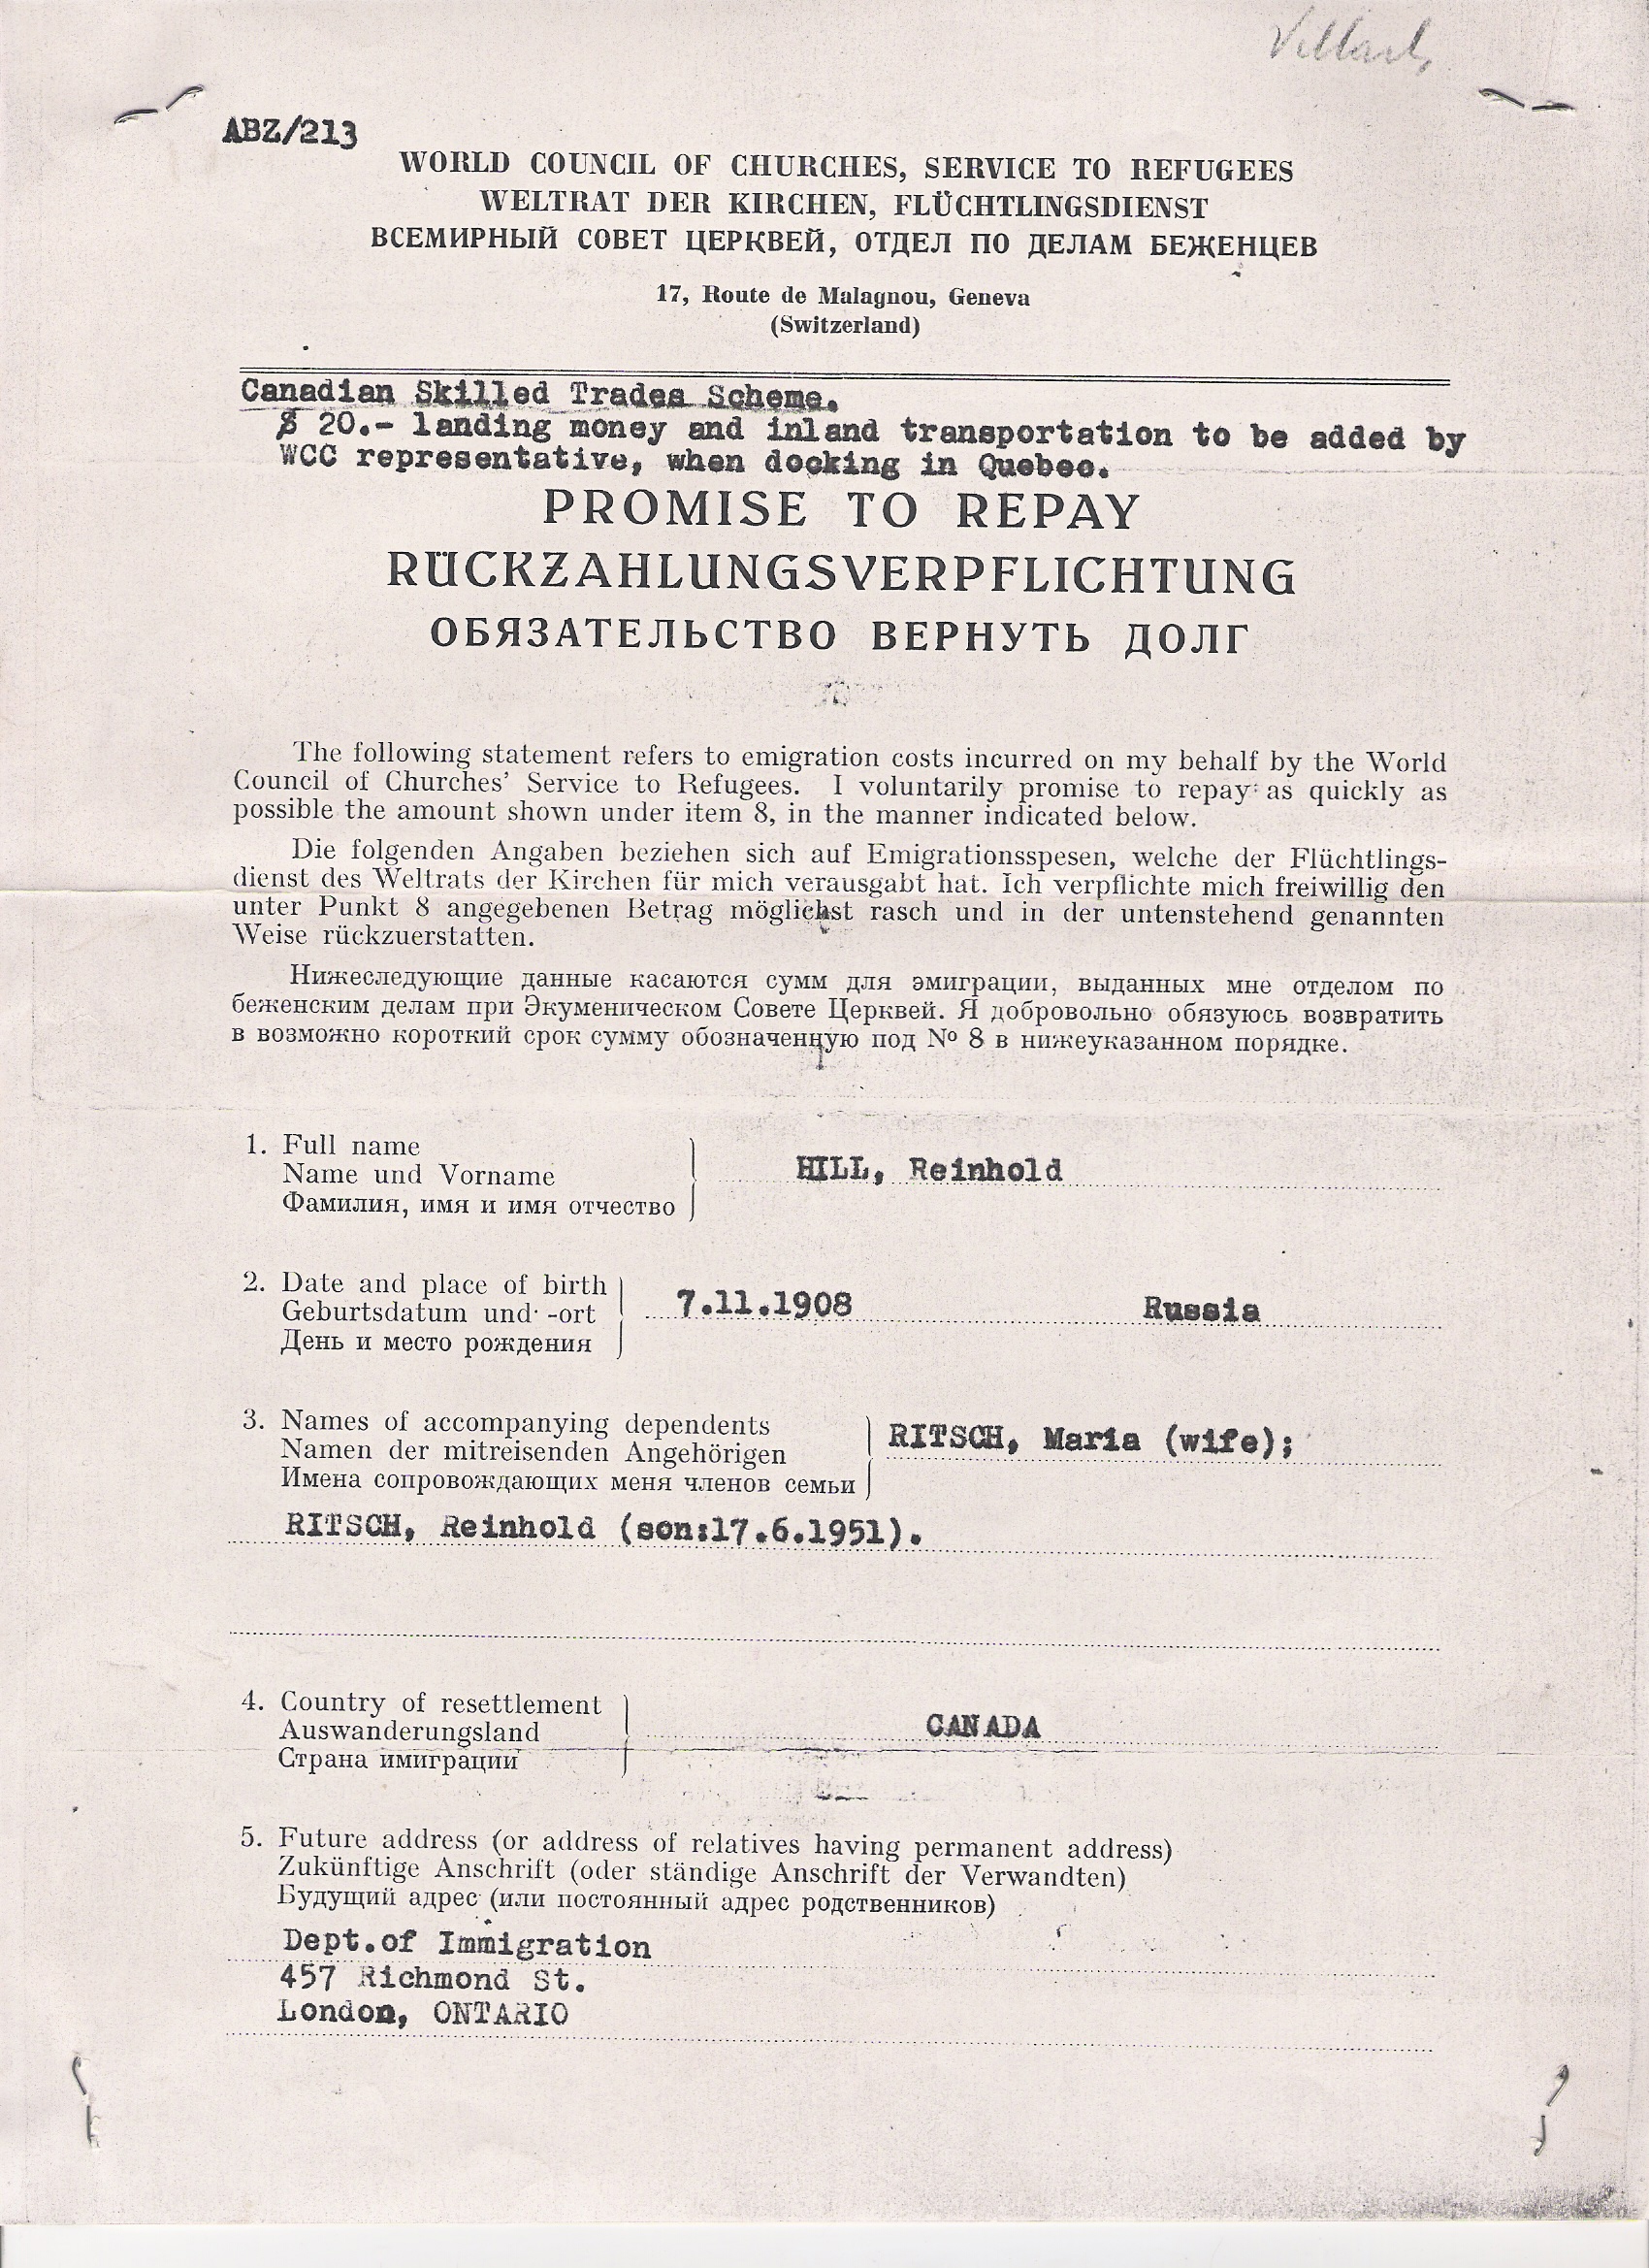 ABZ/213
WORLD COUNCIL OF CHURCHES, SERVICE TO REFUGEES
WELTRAT DER KIRCHEN, FLÜCHTLINGSDIENST
ВСЕМИРНЫЙ СОВЕТ ЦЕРКВЕЙ, ОТДЕЛ ПО ДЕЛАМ БЕЖЕНЦЕВ
17, Route de Malagnou, Geneva
(Switzerland)
Canadian Skilled Trades Scheme.
$ 20.- landing money and inland transportation to be added by
WCC representative, when docking in Quebec.
PROMISE TO REPAY
RÜCKZAHLUNGSVERPFLICHTUNG
ОБЯЗАТЕЛЬСТВО ВЕРНУТЬ ДОЛГ
The following statement refers to emigration costs incurred on my behalf by the World
Council of Churches' Service to Refugees. I voluntarily promise to repay as quickly as
possible the amount shown under item 8, in the manner indicated below.
Die folgenden Angaben beziehen sich auf Emigrationsspesen, welche der Flüchtlings-
dienst des Weltrats der Kirchen für mich verausgabt hat. Ich verpflichte mich freiwillig den
unter Punkt 8 angegebenen Betrag möglichst rasch und in der untenstehend genannten
Weise rückzuerstatten.
Нижеследующие данные касаются сумм для эмиграции, выданных мне отделом по
беженским делам при Экуменическом Совете Церквей. Я добровольно обязуюсь возвратить
в возможно короткий срок сумму обозначенную под № 8 в нижеуказанном порядке.
1. Full name
Name und Vorname
HILL, Reinhold
Фамилия, имя и имя отчество
2. Date and place of birth
Geburtsdatum und -ort
7.11.1908 Russia
День и место рождения
3. Names of accompanying dependents
Namen der mitreisenden Angehörigen
RITSCH, Maria (wife);
Имена сопровождающих меня членов семьи
RITSCH, Reinhold (son:17.6.1951).
4. Country of resettlement
Auswanderungsland
CANADA
Страна имиграции
5. Future address (or address of relatives having permanent address)
Zukünftige Anschrift (oder ständige Anschrift der Verwandten)
Будущий адрес (или постоянный адрес родственников)
Dept.of Immigration
457 Richmond St.
London, ONTARIO